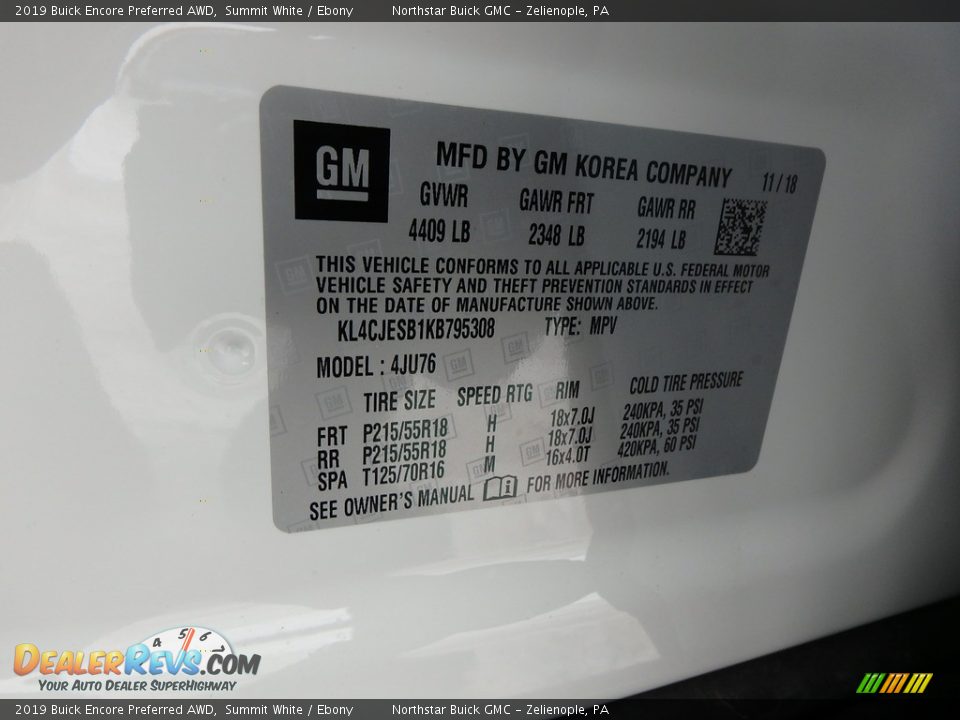 2019 Buick Encore Preferred AWD, Summit White / Ebony Northstar Buick GMC - Zelienople, PA
GM
MFD BY GM KOREA COMPANY 11/18
GVWR GAWR FRT GAWR RR
4409 LB 2348 LB 2194 LB
THIS VEHICLE CONFORMS TO ALL APPLICABLE U.S. FEDERAL MOTOR
VEHICLE SAFETY AND THEFT PREVENTION STANDARDS IN EFFECT
ON THE DATE OF MANUFACTURE SHOWN ABOVE.
KL4CJESB1KB795308 TYPE: MPV
MODEL : 4JU76
TIRE SIZE SPEED RTG RIM COLD TIRE PRESSURE
FRT P215/55R18 H 18x7.0J 240KPA, 35 PSI
RR P215/55R18 H 18x7.0J 240KPA, 35 PSI
SPA T125/70R16 M 16x4.0T 420KPA, 60 PSI
SEE OWNER'S MANUAL FOR MORE INFORMATION.
4 5 6
DEALERREVS.COM
YOUR AUTO DEALER SUPERHIGHWAY
2019 Buick Encore Preferred AWD, Summit White / Ebony Northstar Buick GMC - Zelienople, PA